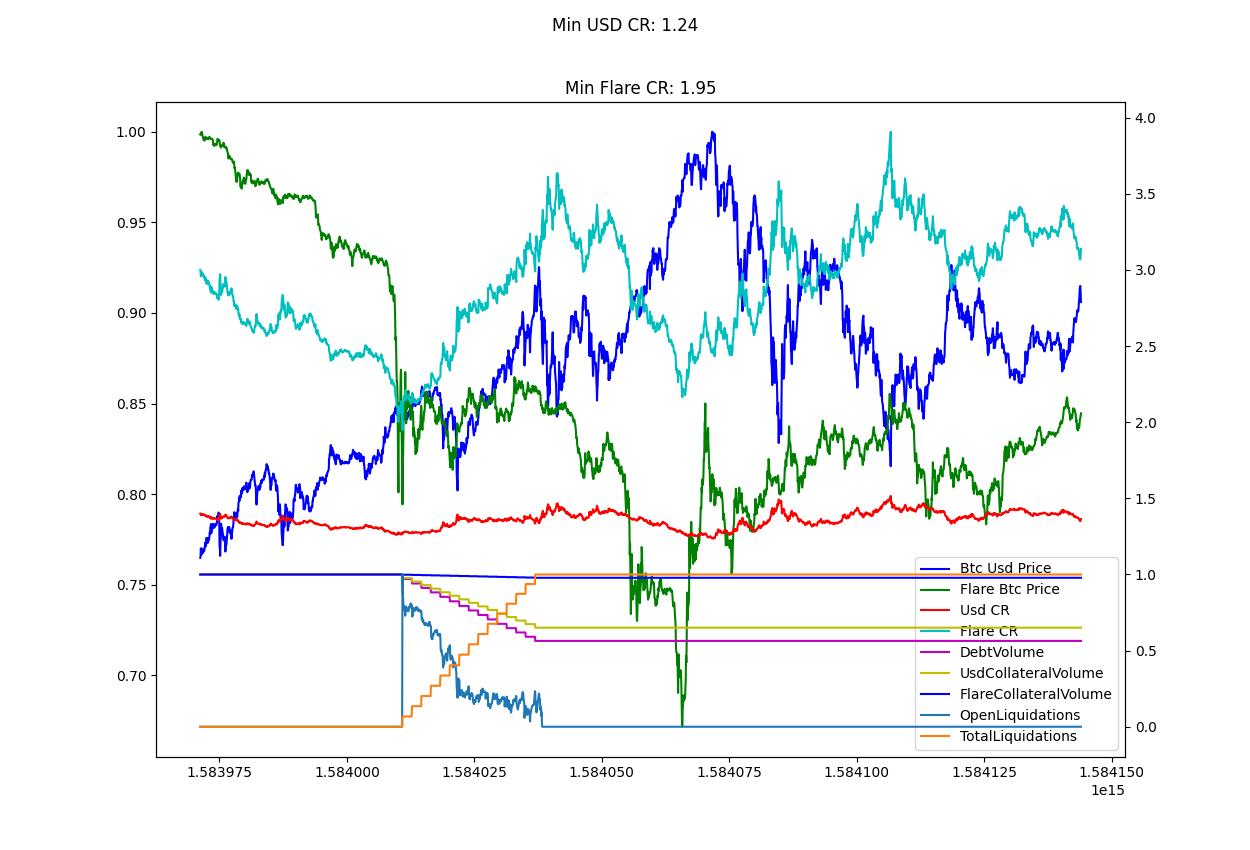 Min USD CR: 1.24
Min Flare CR: 1.95
1.00
0.95
0.90
0.85
0.80
0.75
0.70
4.0
3.5
3.0
2.5
2.0
1.5
1.0
0.5
0.0
Btc Usd Price
Flare Btc Price
Usd CR
Flare CR
DebtVolume
UsdCollateralVolume
FlareCollateralVolume
OpenLiquidations
TotalLiquidations
1.583975 1.584000 1.584025 1.584050 1.584075 1.584100 1.584125 1.584150
1e15